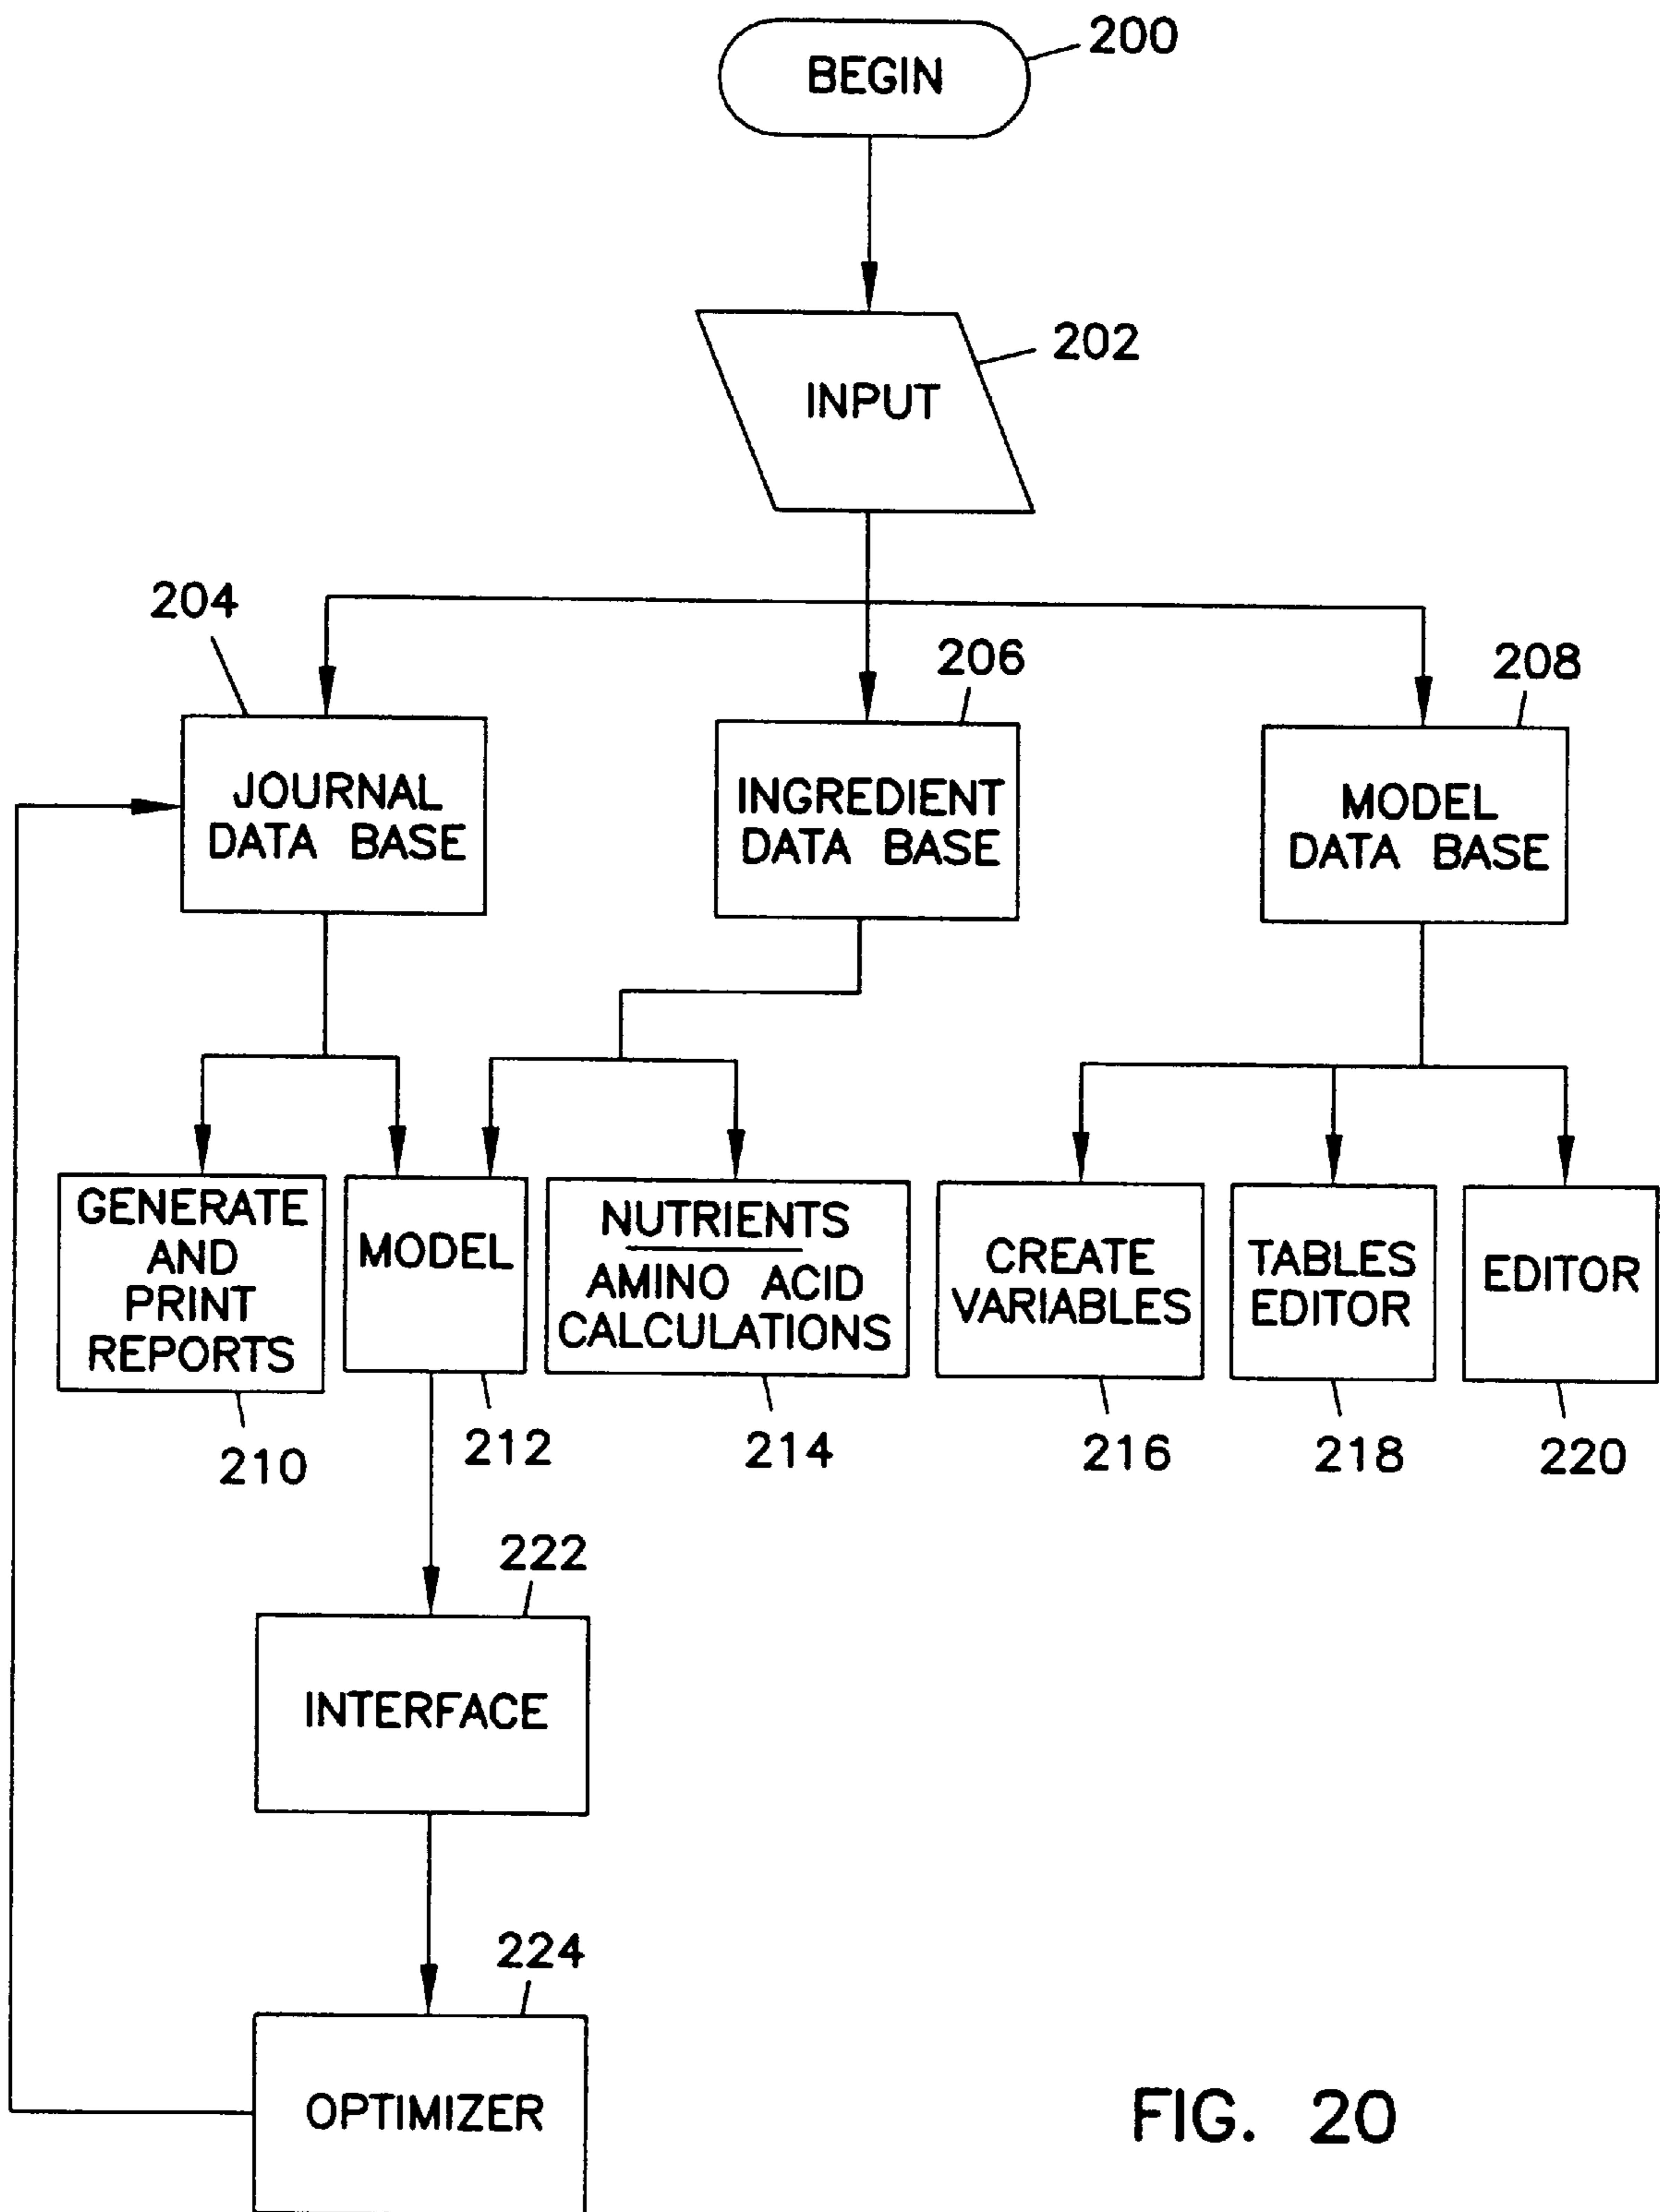 200
BEGIN
202
INPUT
204
206
208
JOURNAL
DATA BASE
INGREDIENT
DATA BASE
MODEL
DATA BASE
GENERATE
AND
PRINT
REPORTS
MODEL
NUTRIENTS
AMINO ACID
CALCULATIONS
CREATE
VARIABLES
TABLES
EDITOR
EDITOR
210
212
214
216
218
220
222
INTERFACE
224
OPTIMIZER
FIG. 20